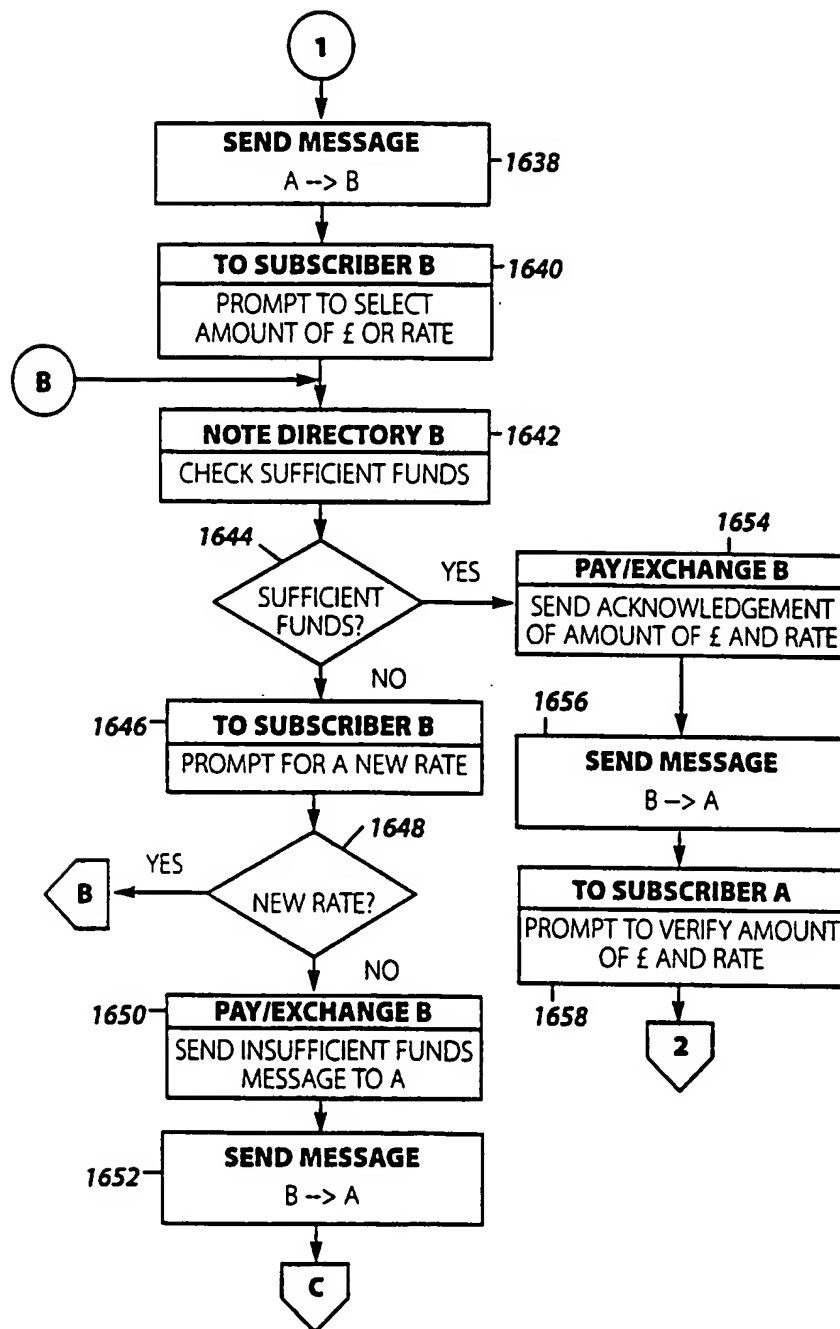 1
SEND MESSAGE
A --> B
1638
TO SUBSCRIBER B
1640
PROMPT TO SELECT
AMOUNT OF £ OR RATE
B
NOTE DIRECTORY B
1642
CHECK SUFFICIENT FUNDS
1644
SUFFICIENT
FUNDS?
YES
NO
1654
PAY/EXCHANGE B
SEND ACKNOWLEDGEMENT
OF AMOUNT OF £ AND RATE
1646
TO SUBSCRIBER B
PROMPT FOR A NEW RATE
1656
SEND MESSAGE
B --> A
1648
NEW RATE?
YES
B
NO
TO SUBSCRIBER A
PROMPT TO VERIFY AMOUNT
OF £ AND RATE
1658
2
1650
PAY/EXCHANGE B
SEND INSUFFICIENT FUNDS
MESSAGE TO A
1652
SEND MESSAGE
B --> A
C